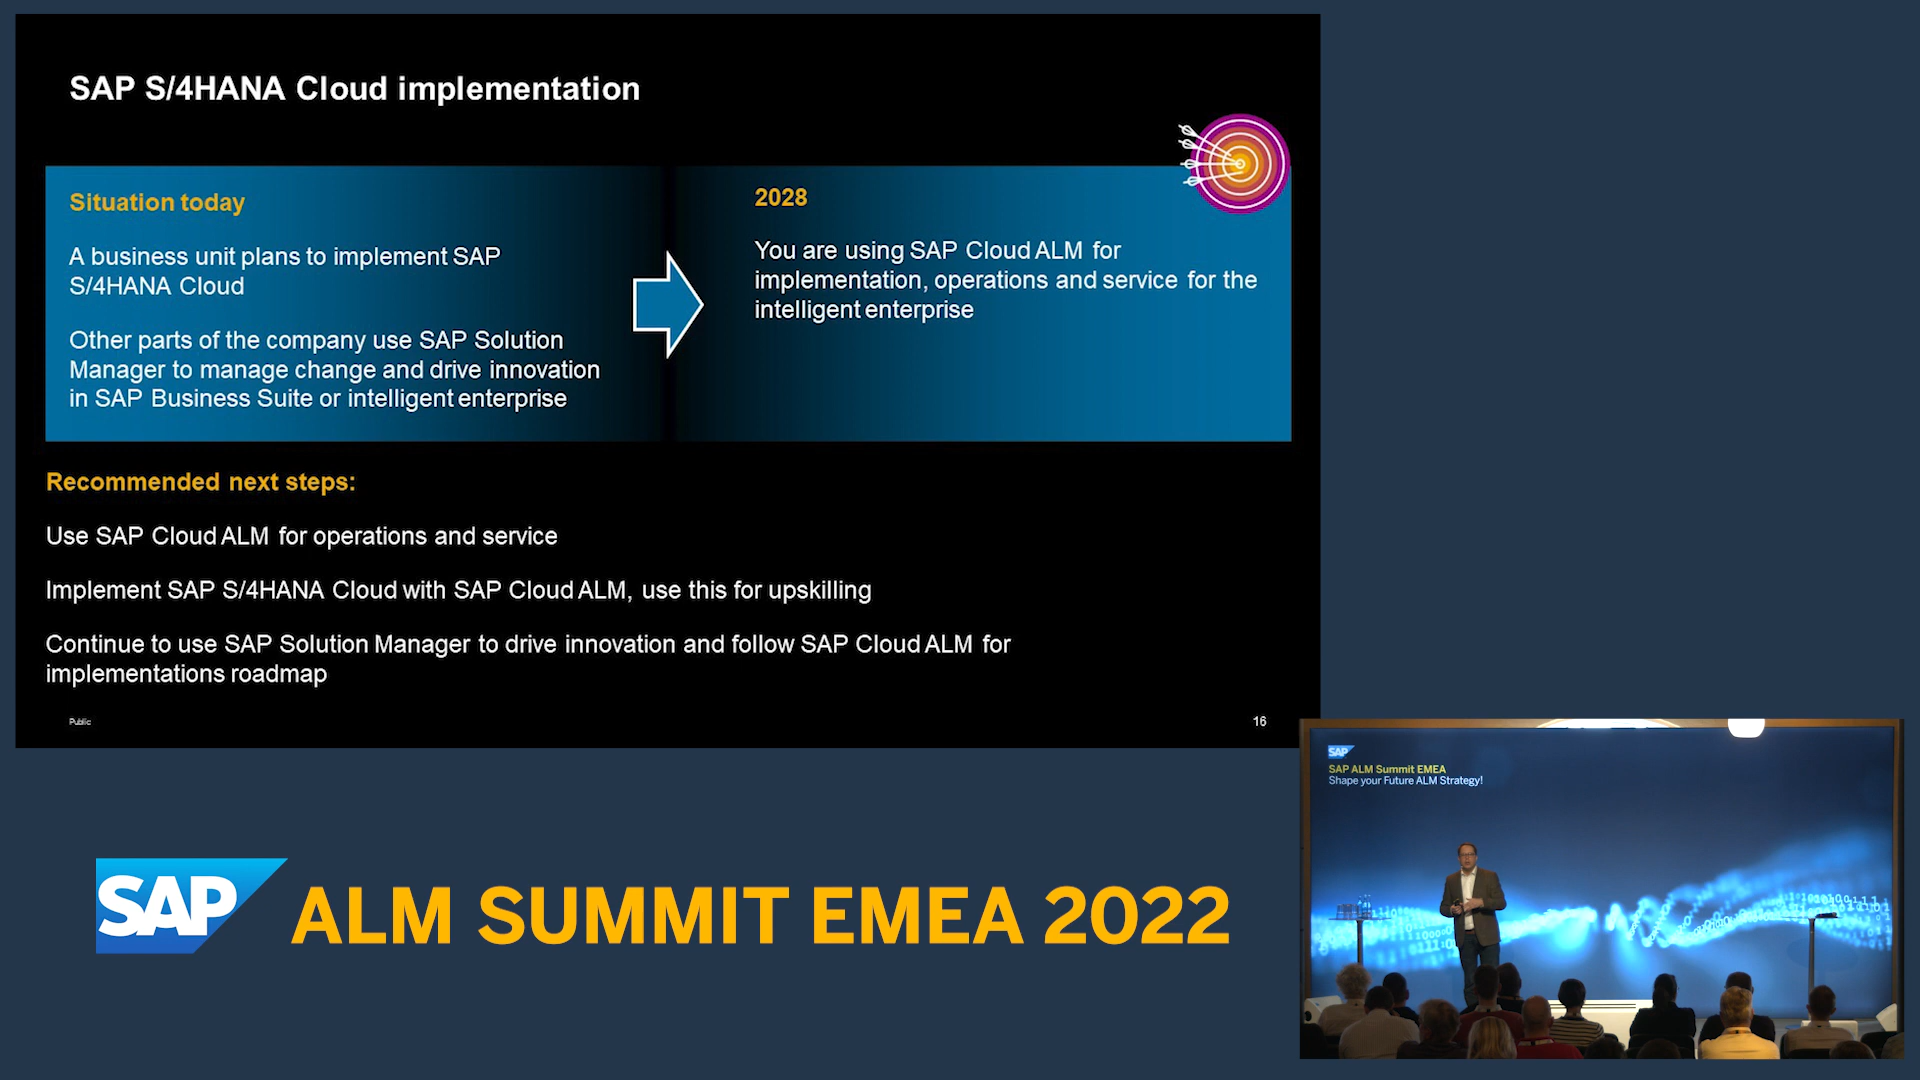 SAP S/4HANA Cloud implementation
Situation today
A business unit plans to implement SAP
S/4HANA Cloud
Other parts of the company use SAP Solution
Manager to manage change and drive innovation
in SAP Business Suite or intelligent enterprise
2028
You are using SAP Cloud ALM for
implementation, operations and service for the
intelligent enterprise
Recommended next steps:
Use SAP Cloud ALM for operations and service
Implement SAP S/4HANA Cloud with SAP Cloud ALM, use this for upskilling
Continue to use SAP Solution Manager to drive innovation and follow SAP Cloud ALM for
implementations roadmap
Public
16
SAP
SAP ALM Summit EMEA
Shape your Future ALM Strategy!
SAP ALM SUMMIT EMEA 2022